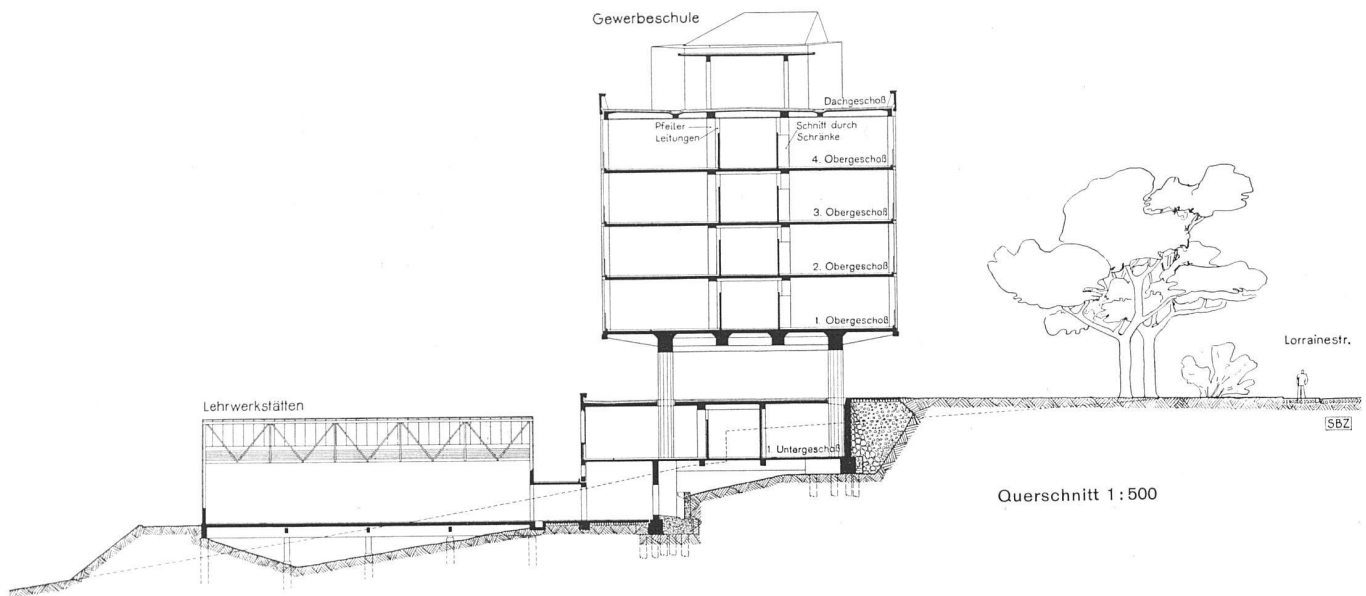 Gewerbeschule
Dachgeschoß
Pfeiler
Leitungen
Schnitt durch
Schränke
4. Obergeschoß
3. Obergeschoß
2. Obergeschoß
1. Obergeschoß
Lorrainestr.
Lehrwerkstätten
1. Untergeschoß
SBZ
Querschnitt 1:500